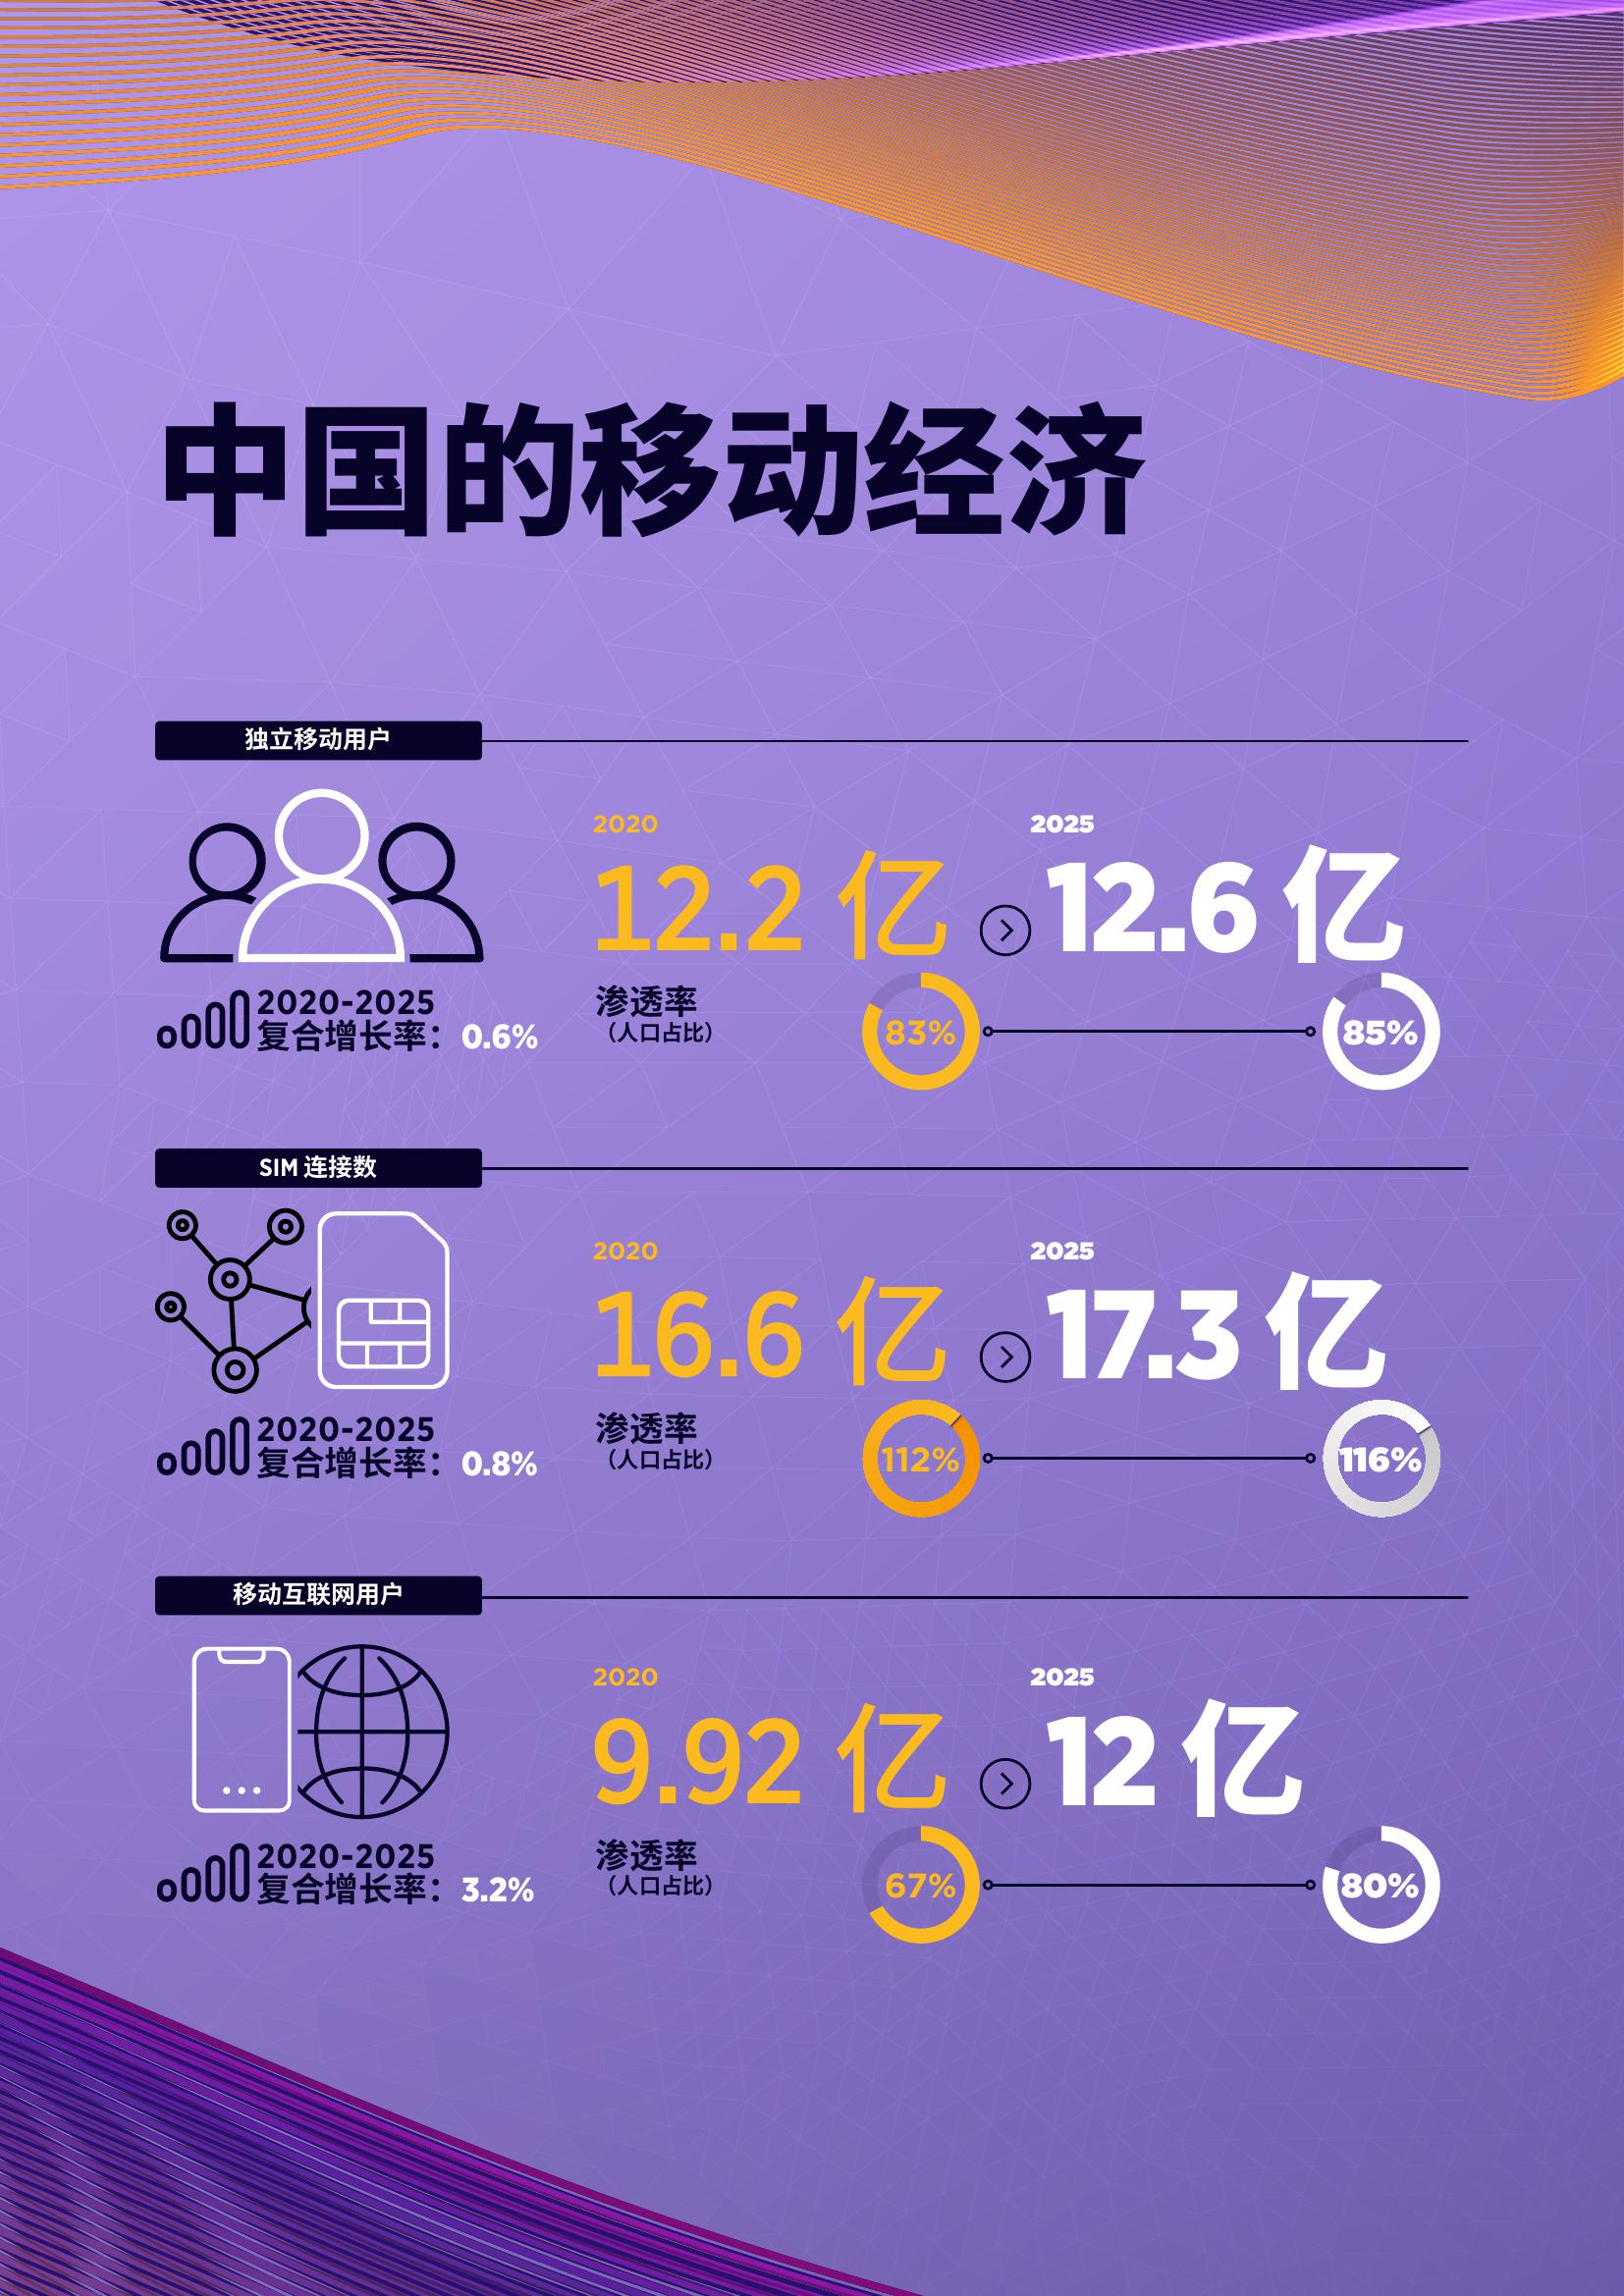 中国的移动经济
独立移动用户
2020
2025
12.2 亿
12.6 亿
2020-2025
复合增长率：0.6%
渗透率
（人口占比）
83%
85%
SIM 连接数
2020
2025
16.6 亿
17.3 亿
2020-2025
复合增长率：0.8%
渗透率
（人口占比）
112%
116%
移动互联网用户
2020
2025
9.92 亿
12 亿
2020-2025
复合增长率：3.2%
渗透率
（人口占比）
67%
80%